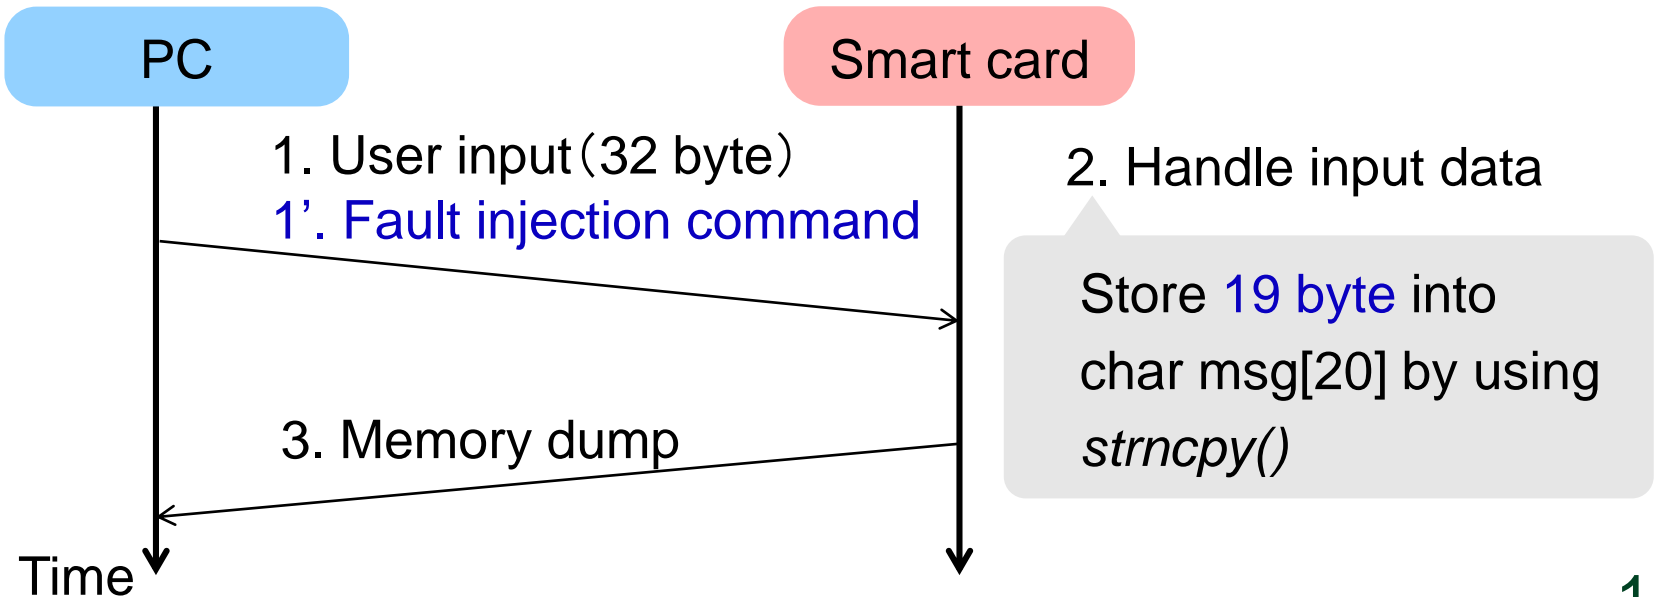 PC
Smart card
1. User input（32 byte）
1’. Fault injection command
2. Handle input data
Store 19 byte into
char msg[20] by using
strncpy()
3. Memory dump
Time
1